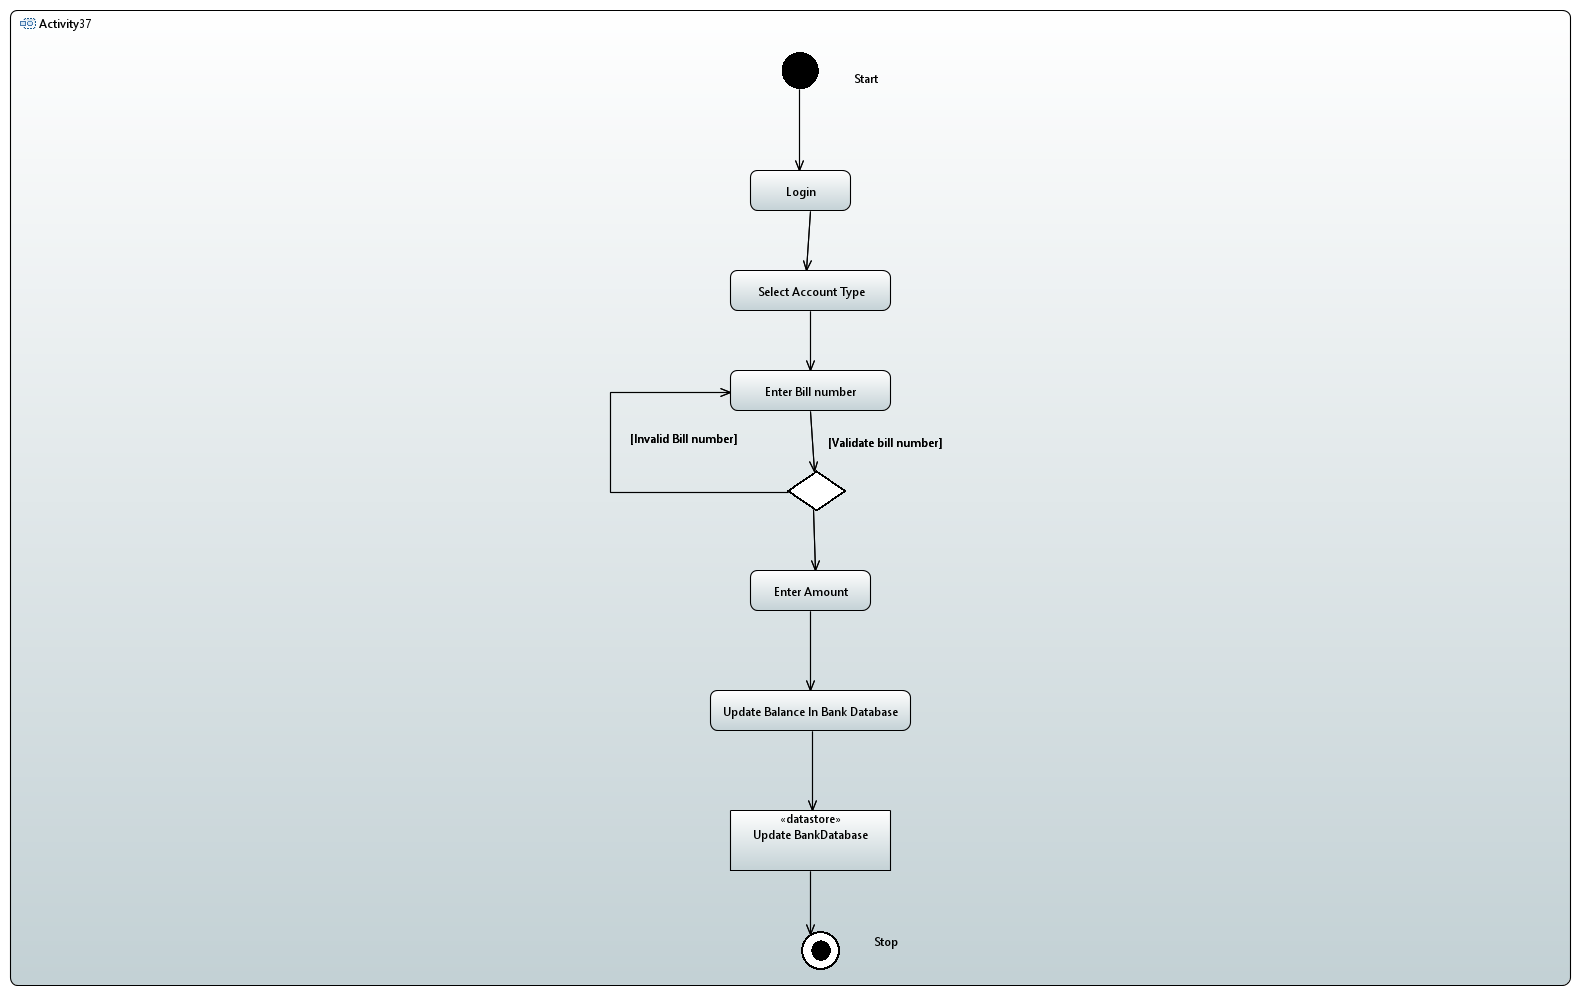 Activity37
Start
Login
Select Account Type
Enter Bill number
[Invalid Bill number]
[Validate bill number]
Enter Amount
Update Balance In Bank Database
«datastore»
Update BankDatabase
Stop